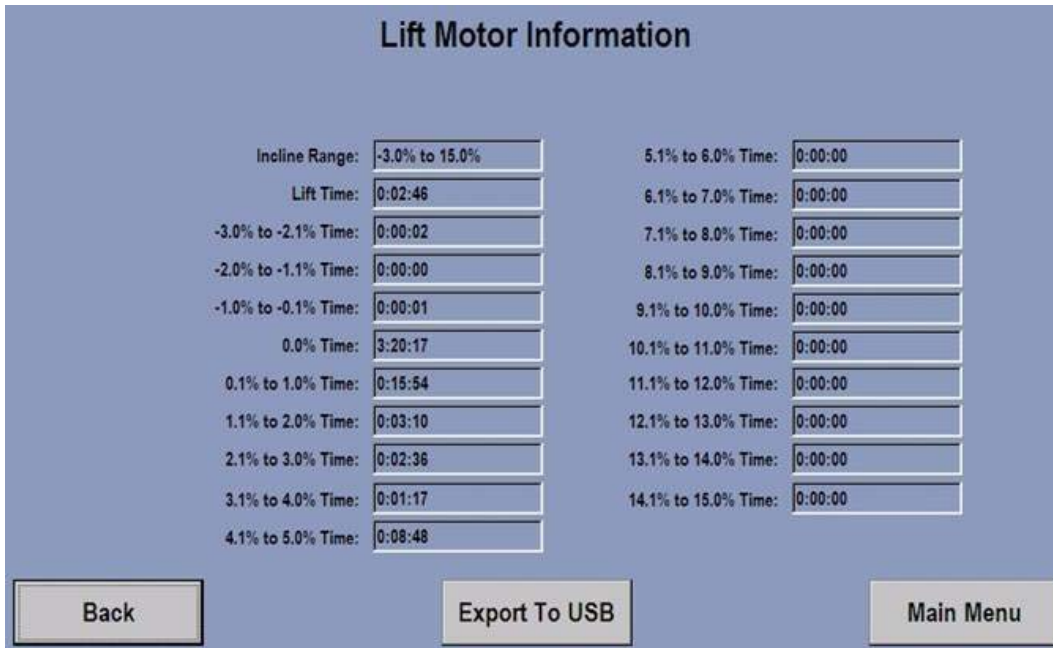 Lift Motor Information
Incline Range: -3.0% to 15.0%
Lift Time: 0:02:46
-3.0% to -2.1% Time: 0:00:02
-2.0% to -1.1% Time: 0:00:00
-1.0% to -0.1% Time: 0:00:01
0.0% Time: 3:20:17
0.1% to 1.0% Time: 0:15:54
1.1% to 2.0% Time: 0:03:10
2.1% to 3.0% Time: 0:02:36
3.1% to 4.0% Time: 0:01:17
4.1% to 5.0% Time: 0:08:48
5.1% to 6.0% Time: 0:00:00
6.1% to 7.0% Time: 0:00:00
7.1% to 8.0% Time: 0:00:00
8.1% to 9.0% Time: 0:00:00
9.1% to 10.0% Time: 0:00:00
10.1% to 11.0% Time: 0:00:00
11.1% to 12.0% Time: 0:00:00
12.1% to 13.0% Time: 0:00:00
13.1% to 14.0% Time: 0:00:00
14.1% to 15.0% Time: 0:00:00
Back
Export To USB
Main Menu